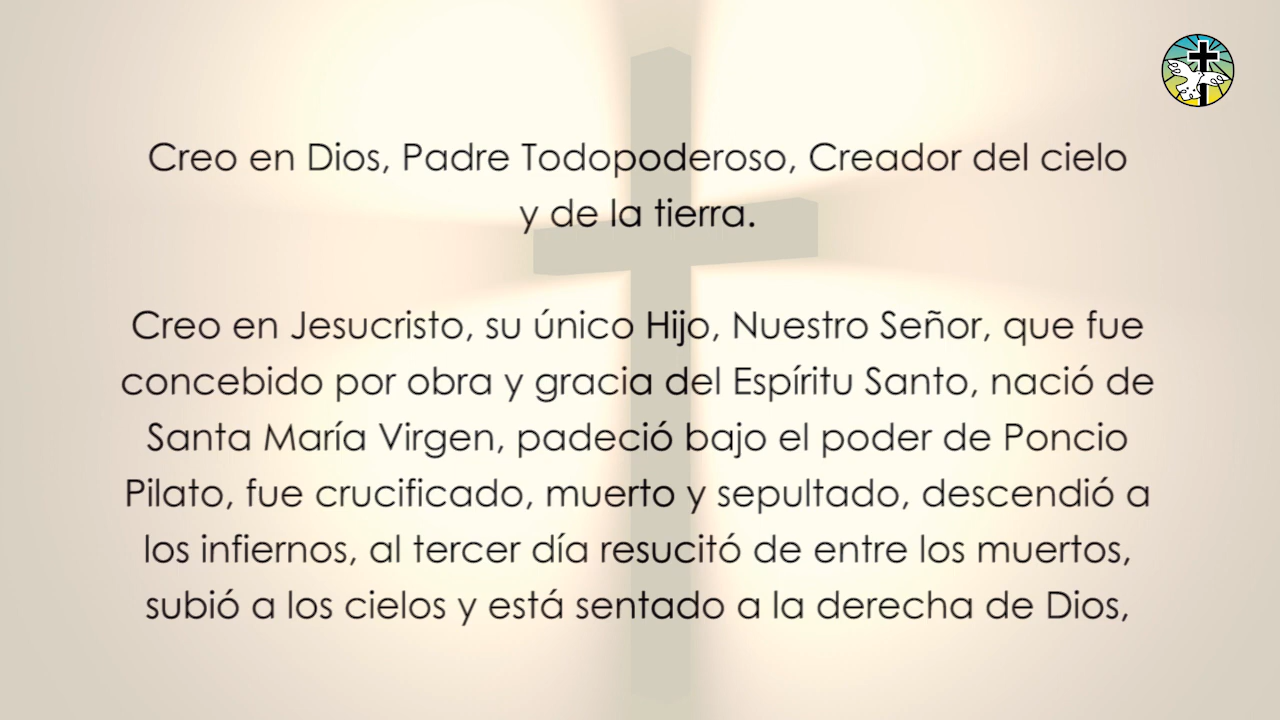 Creo en Dios, Padre Todopoderoso, Creador del cielo
y de la tierra.
Creo en Jesucristo, su único Hijo, Nuestro Señor, que fue
concebido por obra y gracia del Espíritu Santo, nació de
Santa María Virgen, padeció bajo el poder de Poncio
Pilato, fue crucificado, muerto y sepultado, descendió a
los infiernos, al tercer día resucitó de entre los muertos,
subió a los cielos y está sentado a la derecha de Dios,